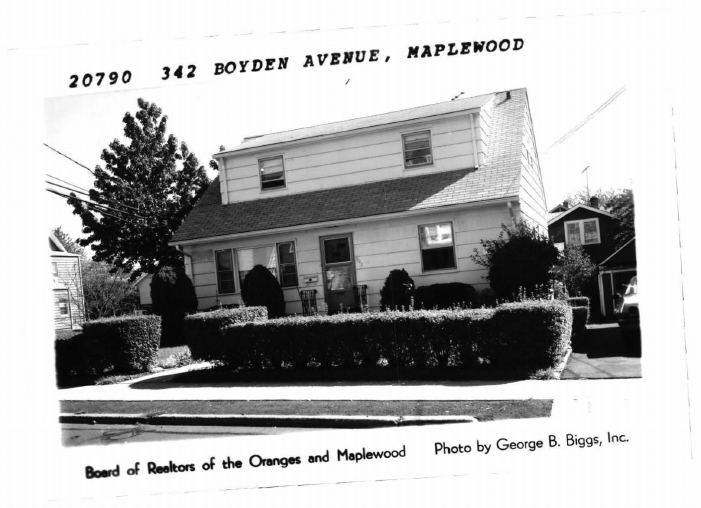 20790 342 BOYDEN AVENUE, MAPLEWOOD
Board of Realtors of the Oranges and Maplewood Photo by George B. Biggs, Inc.